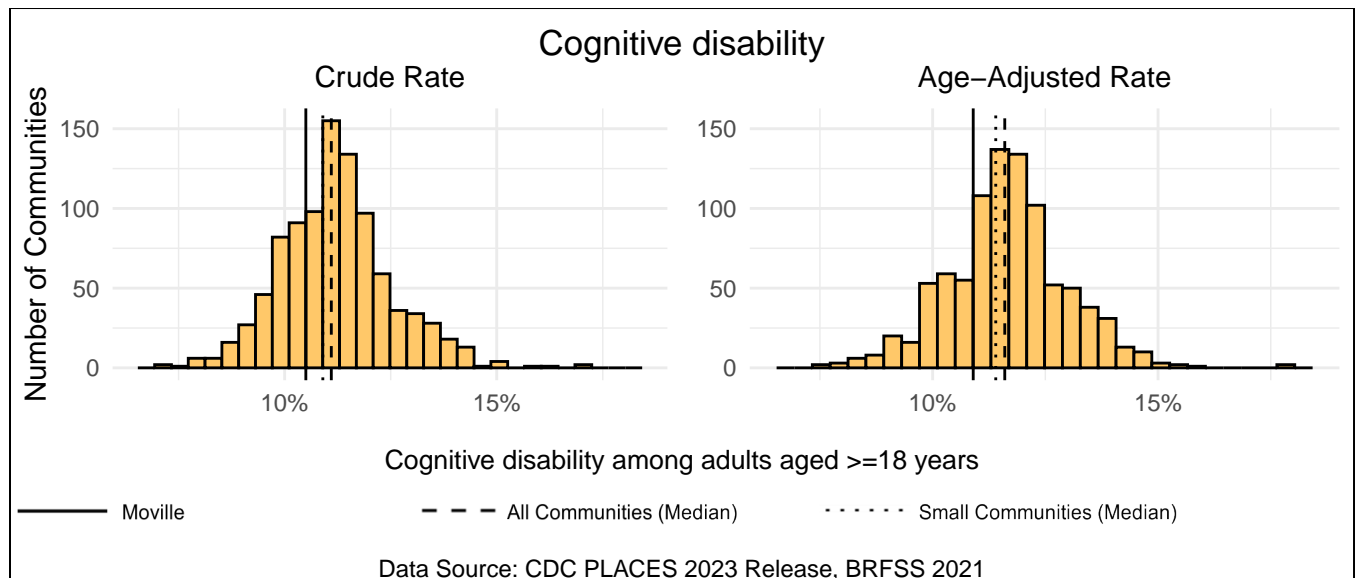 Cognitive disability
Crude Rate
Age−Adjusted Rate
Number of Communities
150
100
50
0
10%
15%
150
100
50
0
10%
15%
Cognitive disability among adults aged >=18 years
Moville
All Communities (Median)
Small Communities (Median)
Data Source: CDC PLACES 2023 Release, BRFSS 2021